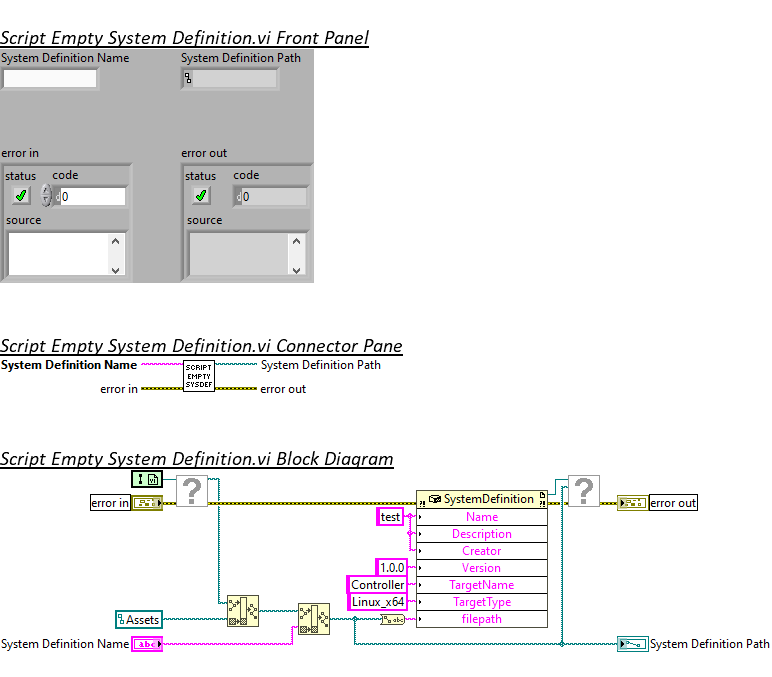 Script Empty System Definition.vi Front Panel
System Definition Name
System Definition Path
error in
error out
status code
status code
0
0
source
source
Script Empty System Definition.vi Connector Pane
System Definition Name
SCRIPT
EMPTY
SYSDEF
System Definition Path
error in
error out
Script Empty System Definition.vi Block Diagram
?
?
error in
SystemDefinition
error out
test
Name
Description
Creator
1.0.0
Version
Controller
TargetName
Linux_x64
TargetType
Assets
abc
filepath
System Definition Name
abc
System Definition Path